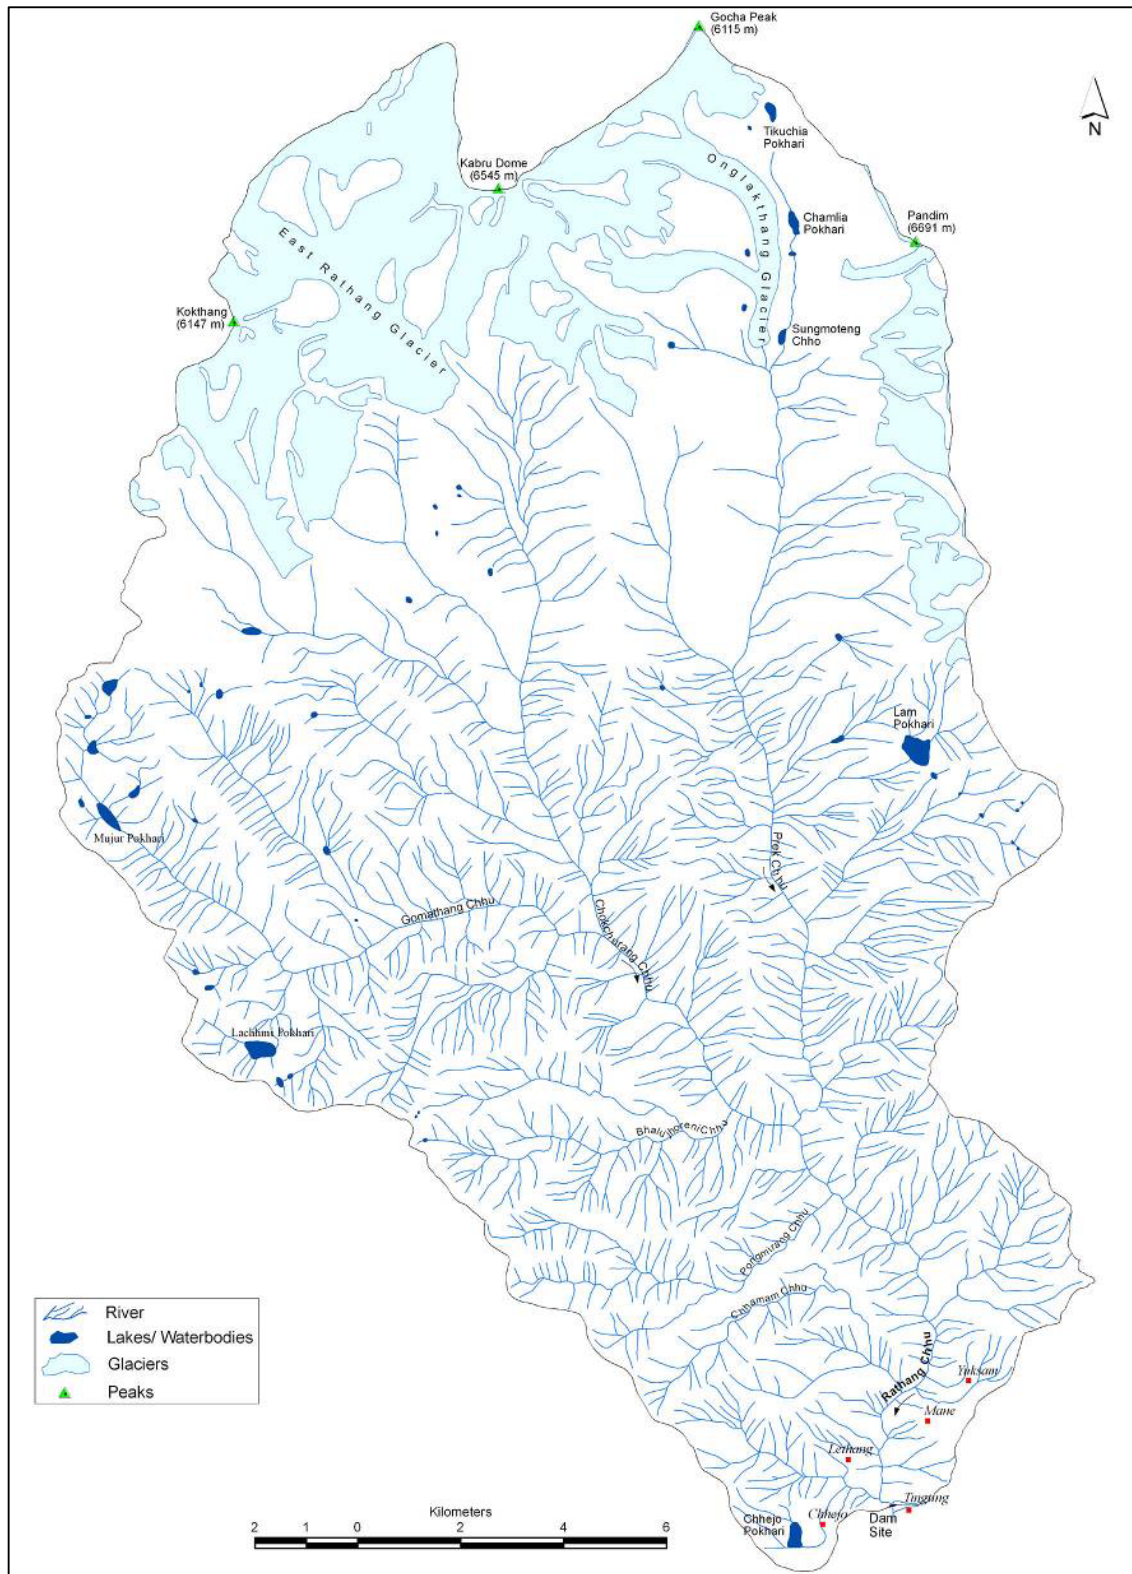 Gocha Peak
(6115 m)
N
Tikuchia
Pokhari
Kabru Dome
(6545 m)
Onglakthang Glacier
Chamlia
Pokhari
Pandim
(6691 m)
East Rathang Glacier
Kokthang
(6147 m)
Sungmoteng
Chho
Lam
Pokhari
Mujur Pokhari
Prek Chhu
Gomathang Chhu
Chokchurang Chhu
Lachhmi Pokhari
Pongmirang Chhu
Chhamam Chhu
Rathang Chhu
Yuksam
Mane
Lethang
Tingting
Chhejo
Pokhari
Chhejo
Dam
Site
River
Lakes/ Waterbodies
Glaciers
Peaks
Kilometers
2 1 0 2 4 6